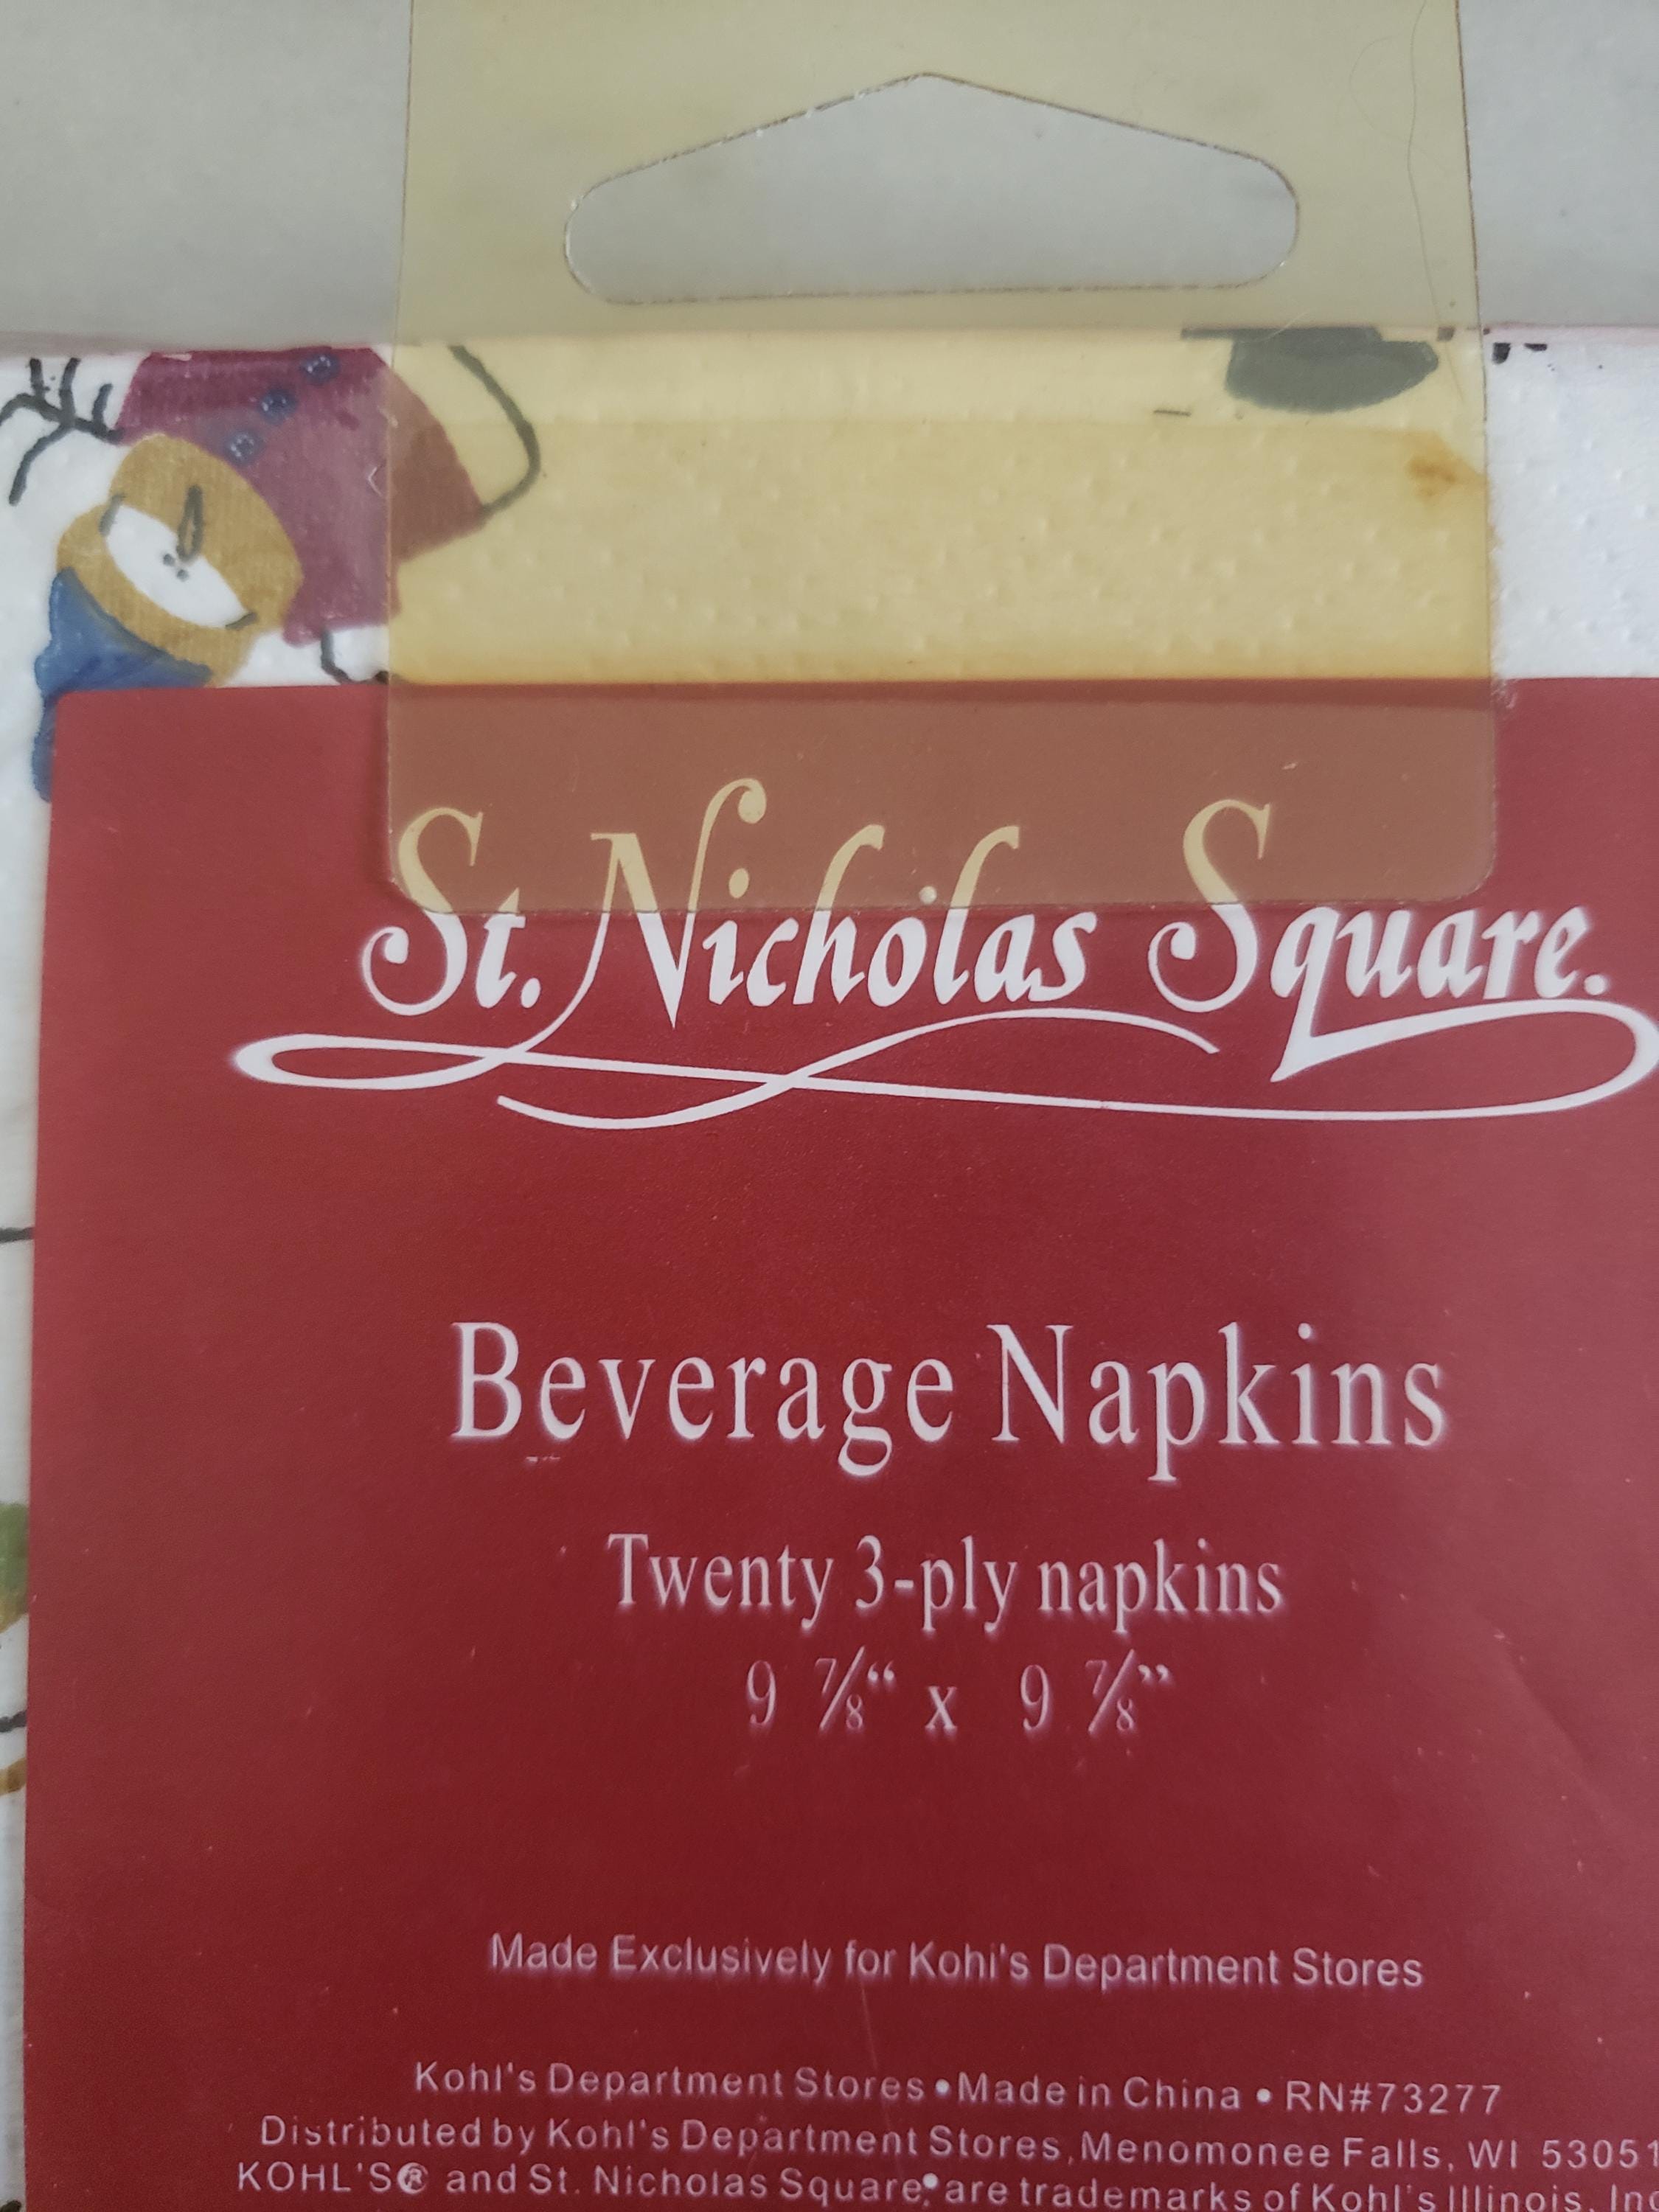 St. Nicholas Square.
Beverage Napkins
Twenty 3-ply napkins
9 ⅞“ x 9 ⅞”
Made Exclusively for Kohi's Department Stores
Kohl's Department Stores • Made in China • RN#73277
Distributed by Kohl's Department Stores, Menomonee Falls, WI 53051
KOHL'S® and St. Nicholas Square® are trademarks of Kohl's Illinois, Inc